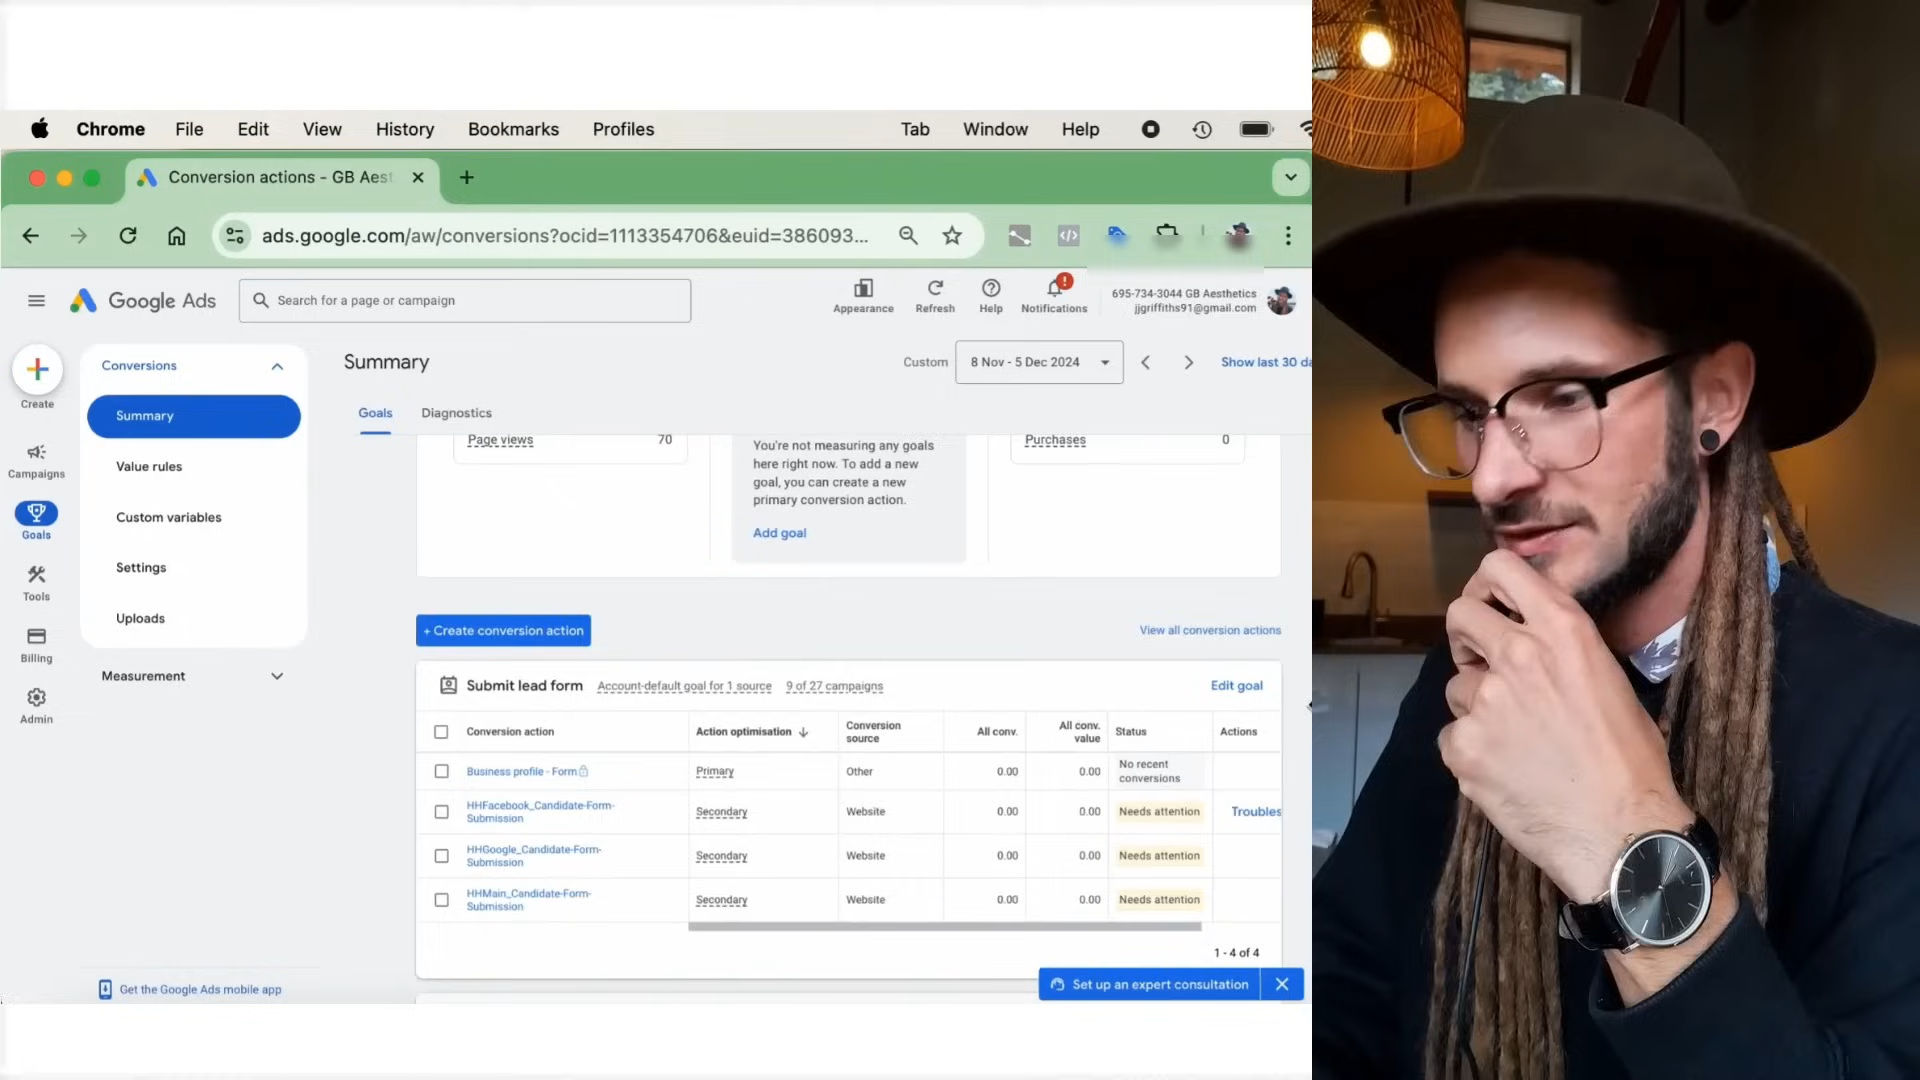 Chrome File Edit View History Bookmarks Profiles Tab Window Help
Conversion actions - GB Aest
ads.google.com/aw/conversions?ocid=1113354706&euid=386093...
Google Ads
Search for a page or campaign
Appearance
Refresh
Help
Notifications
695-734-3044 GB Aesthetics
jjgriffiths91@gmail.com
Create
Campaigns
Goals
Tools
Billing
Admin
Conversions
Summary
Value rules
Custom variables
Settings
Uploads
Measurement
Get the Google Ads mobile app
Summary
Custom 8 Nov - 5 Dec 2024 Show last 30 da
Goals Diagnostics
Page views 70
You're not measuring any goals
here right now. To add a new
goal, you can create a new
primary conversion action.
Add goal
Purchases 0
+ Create conversion action
View all conversion actions
Submit lead form Account-default goal for 1 source 9 of 27 campaigns Edit goal
Conversion action Action optimisation Conversion source All conv. All conv. value Status Actions
Business profile - Form Primary Other 0.00 0.00 No recent conversions
HHFacebook_Candidate-Form-Submission Secondary Website 0.00 0.00 Needs attention Troubles
HHGoogle_Candidate-Form-Submission Secondary Website 0.00 0.00 Needs attention
HHMain_Candidate-Form-Submission Secondary Website 0.00 0.00 Needs attention
1 - 4 of 4
Set up an expert consultation